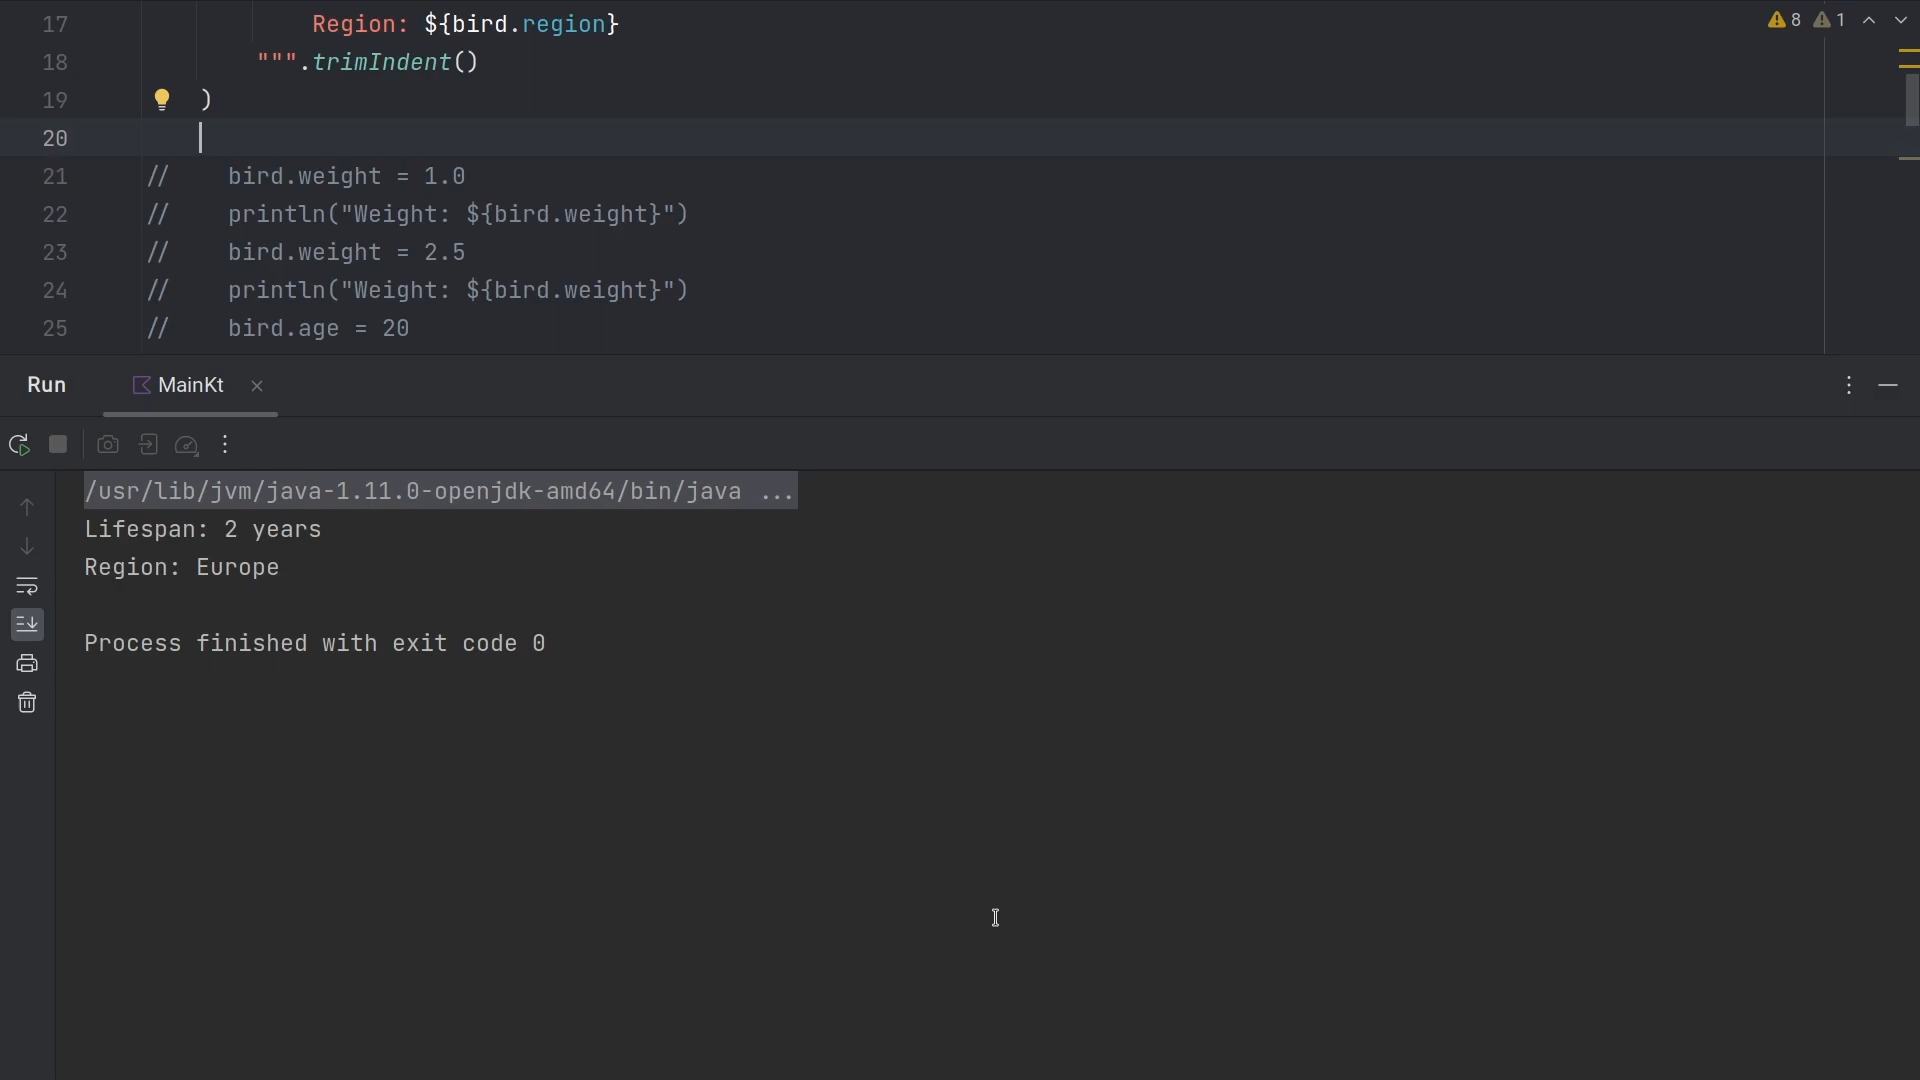 17 Region: ${bird.region}
18 """.trimIndent()
19 )
20
21 // bird.weight = 1.0
22 // println("Weight: ${bird.weight}")
23 // bird.weight = 2.5
24 // println("Weight: ${bird.weight}")
25 // bird.age = 20
8 1
Run MainKt
/usr/lib/jvm/java-1.11.0-openjdk-amd64/bin/java ...
Lifespan: 2 years
Region: Europe
Process finished with exit code 0